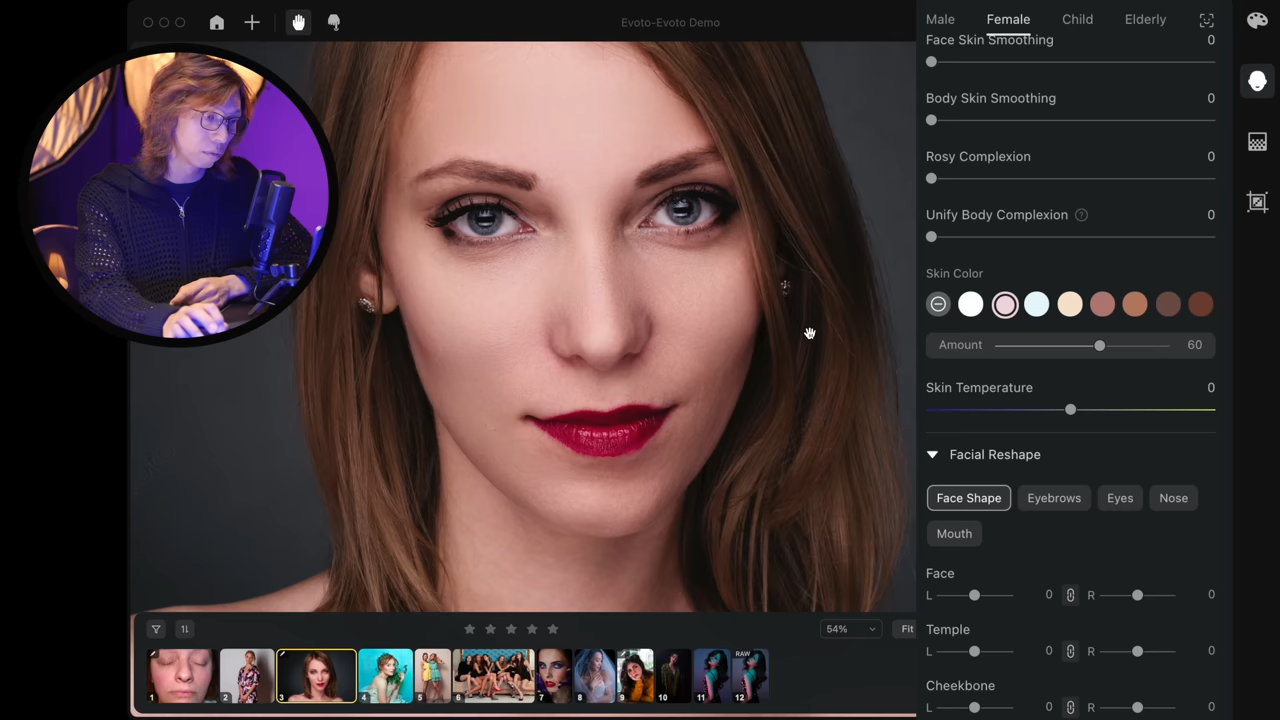 Evoto-Evoto Demo
Male Female Child Elderly
Face Skin Smoothing 0
Body Skin Smoothing 0
Rosy Complexion 0
Unify Body Complexion ? 0
Skin Color
Amount 60
Skin Temperature 0
Facial Reshape
Face Shape Eyebrows Eyes Nose
Mouth
Face
L 0 R 0
Temple
L 0 R 0
Cheekbone
L 0 R 0
54% Fit
RAW
1 2 3 4 5 6 7 8 9 10 11 12